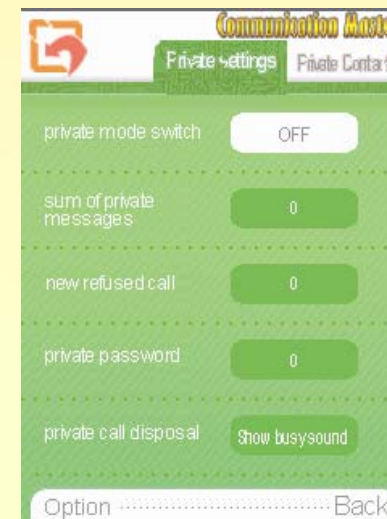 Communication Maste
Private settings Private Contact
private mode switch OFF
sum of private
messages 0
new refused call 0
private password 0
private call disposal Show busysound
Option Back